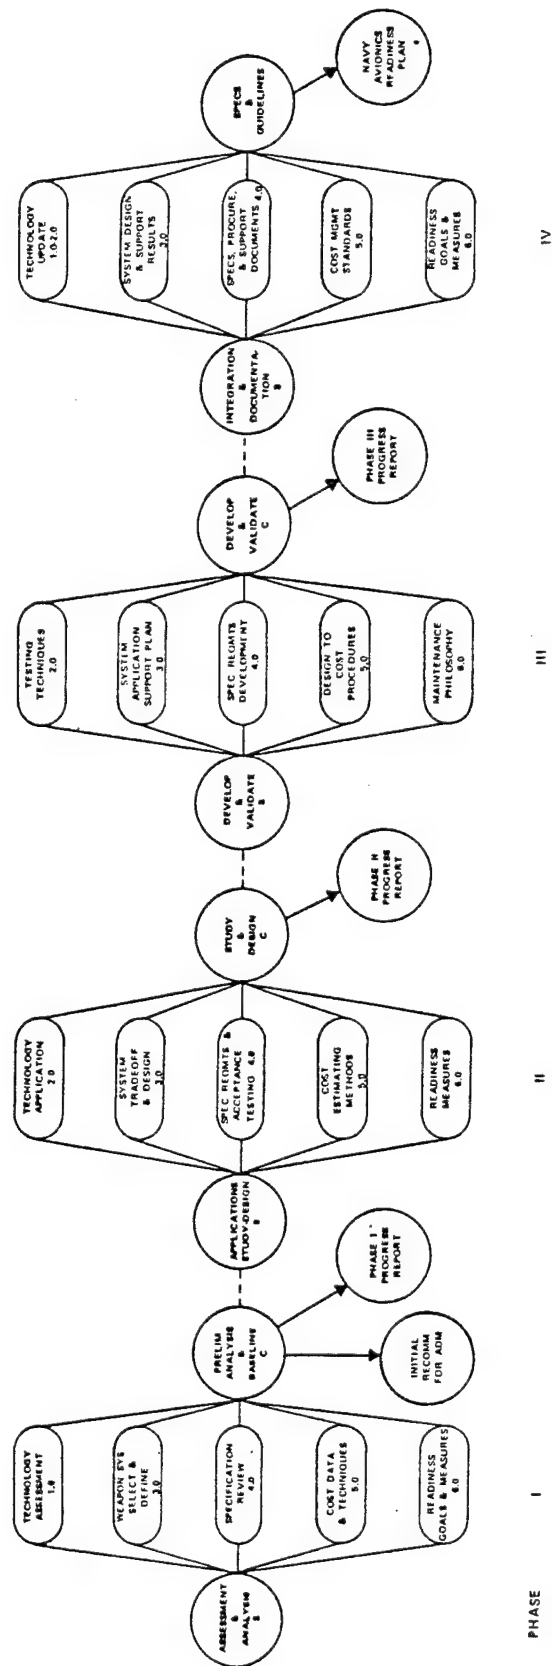 ASSESSMENT
&
ANALYSIS
S
TECHNOLOGY
ASSESSMENT
1.0
WEAPON SYS
SELECT &
DEFINE
3.0
SPECIFICATION
REVIEW
4.0
COST DATA
& TECHNIQUES
5.0
READINESS
GOALS & MEASURES
6.0
PRELIM
ANALYSIS
&
BASELINE
C
INITIAL
RECOMM
FOR ADM
PHASE I
PROGRESS
REPORT
APPLICATIONS
STUDY-DESIGN
S
TECHNOLOGY
APPLICATION
2.0
SYSTEM
TRADEOFF
& DESIGN
3.0
SPEC REQMTS &
ACCEPTANCE
TESTING 4.0
COST
ESTIMATING
METHODS
5.0
READINESS
MEASURES
6.0
STUDY
&
DESIGN
C
PHASE II
PROGRESS
REPORT
DEVELOP
&
VALIDATE
S
TESTING
TECHNIQUES
2.0
SYSTEM
APPLICATION
SUPPORT PLAN
3.0
SPEC REQMTS
DEVELOPMENT
4.0
DESIGN TO
COST
PROCEDURES
5.0
MAINTENANCE
PHILOSOPHY
6.0
DEVELOP
&
VALIDATE
C
PHASE III
PROGRESS
REPORT
INTEGRATION
&
DOCUMENTA-
TION
S
TECHNOLOGY
UPDATE
1.0-2.0
SYSTEM DESIGN
& SUPPORT
RESULTS
3.0
SPECS, PROCURE,
& SUPPORT
DOCUMENTS 4.0
COST MGMT
STANDARDS
5.0
READINESS
GOALS &
MEASURES
6.0
SPECS
&
GUIDELINES
NAVY
AVIONICS
READINESS
PLAN
PHASE
I
II
III
IV